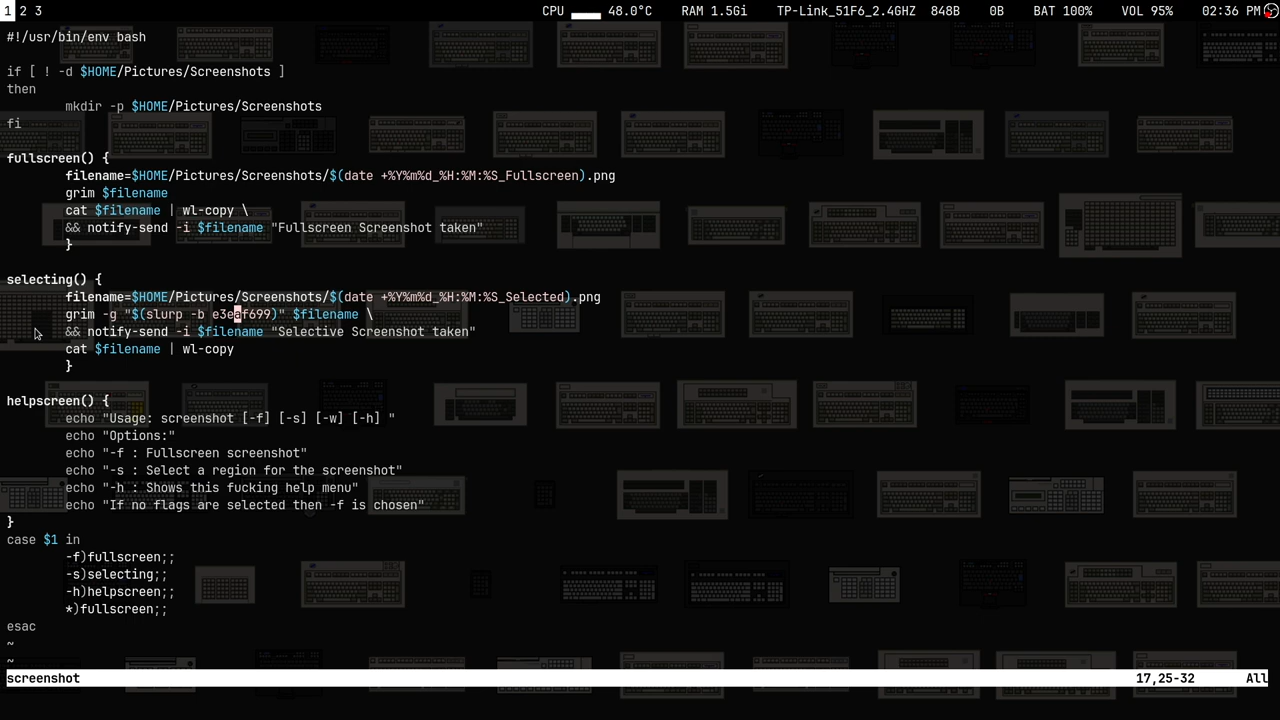 1 2 3 CPU 48.0°C RAM 1.5Gi TP-Link_51F6_2.4GHZ 848B 0B BAT 100% VOL 95% 02:36 PM
#!/usr/bin/env bash
if [ ! -d $HOME/Pictures/Screenshots ]
then
mkdir -p $HOME/Pictures/Screenshots
fi
fullscreen() {
filename=$HOME/Pictures/Screenshots/$(date +%Y%m%d_%H:%M:%S_Fullscreen).png
grim $filename
cat $filename | wl-copy \
&& notify-send -i $filename "Fullscreen Screenshot taken"
}
selecting() {
filename=$HOME/Pictures/Screenshots/$(date +%Y%m%d_%H:%M:%S_Selected).png
grim -g "$(slurp -b e3eaf699)" $filename \
&& notify-send -i $filename "Selective Screenshot taken"
cat $filename | wl-copy
}
helpscreen() {
echo "Usage: screenshot [-f] [-s] [-w] [-h] "
echo "Options:"
echo "-f : Fullscreen screenshot"
echo "-s : Select a region for the screenshot"
echo "-h : Shows this fucking help menu"
echo "If no flags are selected then -f is chosen"
}
case $1 in
-f)fullscreen;;
-s)selecting;;
-h)helpscreen;;
*)fullscreen;;
esac
~
~
screenshot 17,25-32 All